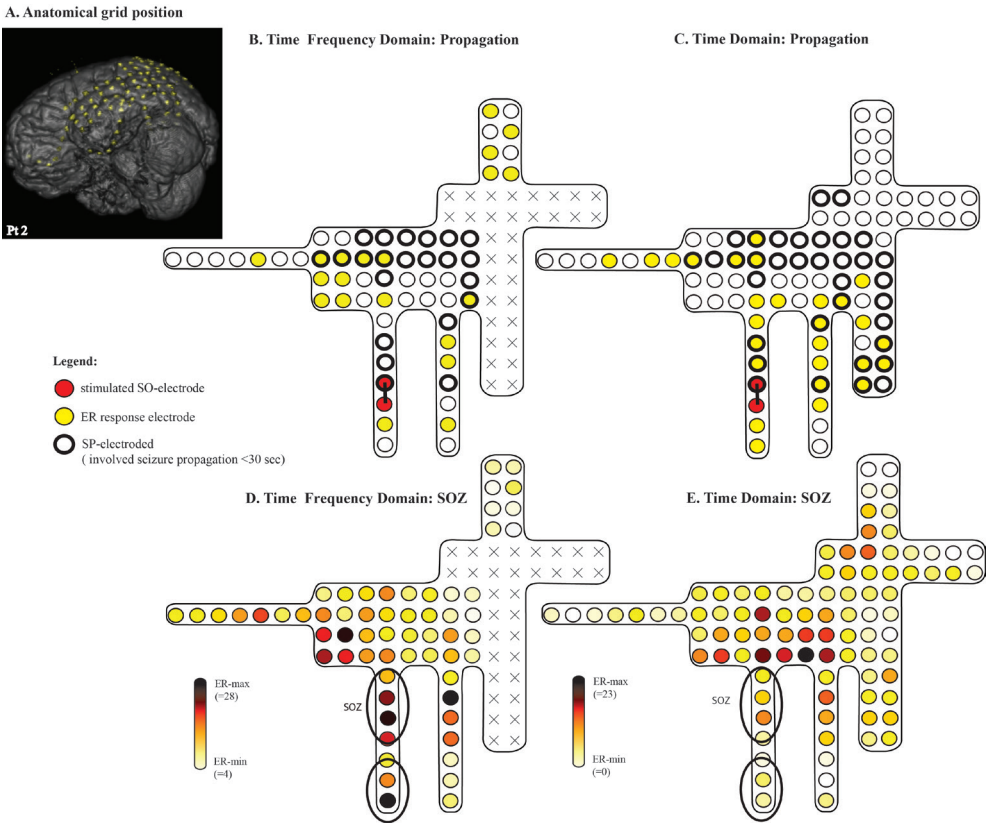 A. Anatomical grid position
B. Time Frequency Domain: Propagation
C. Time Domain: Propagation
Pt 2
Legend:
stimulated SO-electrode
ER response electrode
SP-electroded
( involved seizure propagation <30 sec)
D. Time Frequency Domain: SOZ
E. Time Domain: SOZ
ER-max
(=28)
SOZ
ER-min
(=4)
ER-max
(=23)
SOZ
ER-min
(=0)